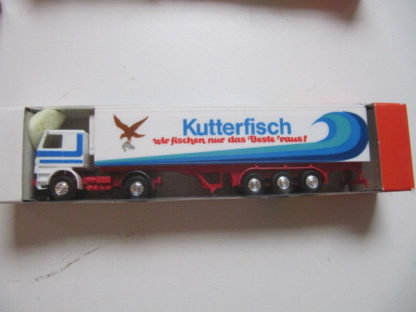 Kutterfisch
wir fischen nur das Beste 'raus!